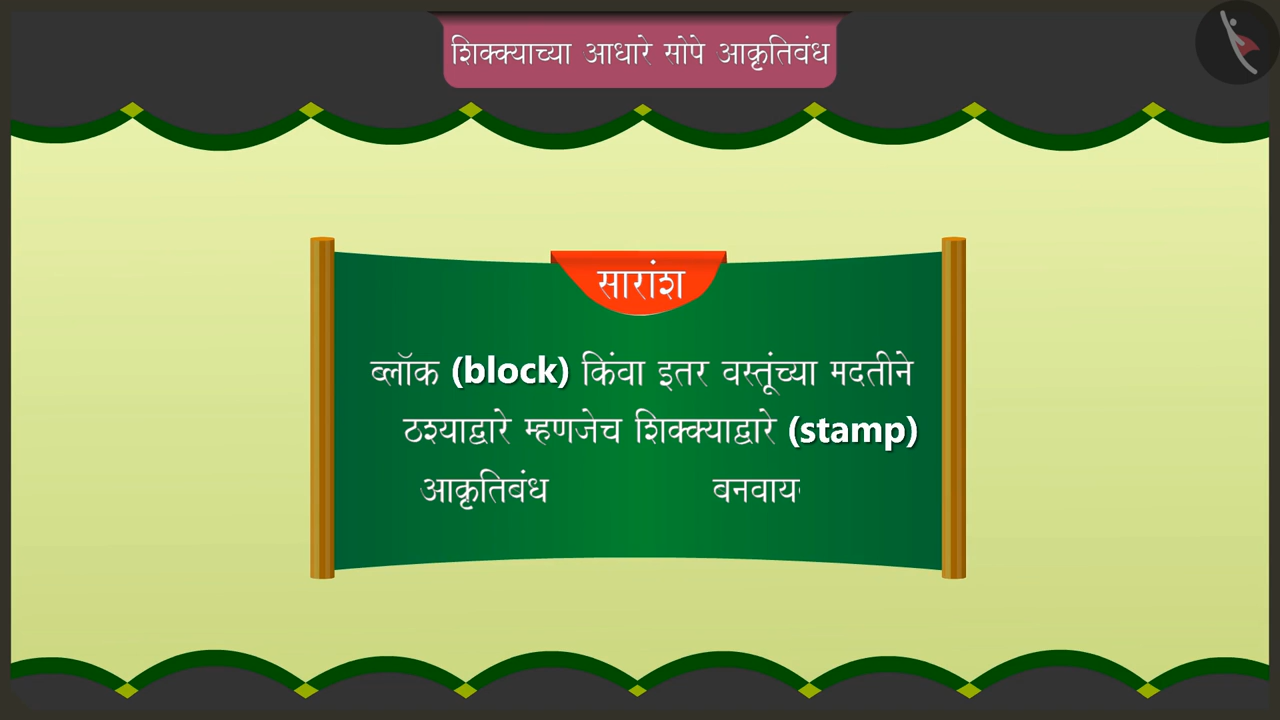 शिक्क्याच्या आधारे सोपे आकृतिबंध
सारांश
ब्लॉक (block) किंवा इतर वस्तूंच्या मदतीने
ठश्याद्वारे म्हणजेच शिक्क्याद्वारे (stamp)
आकृतिबंध